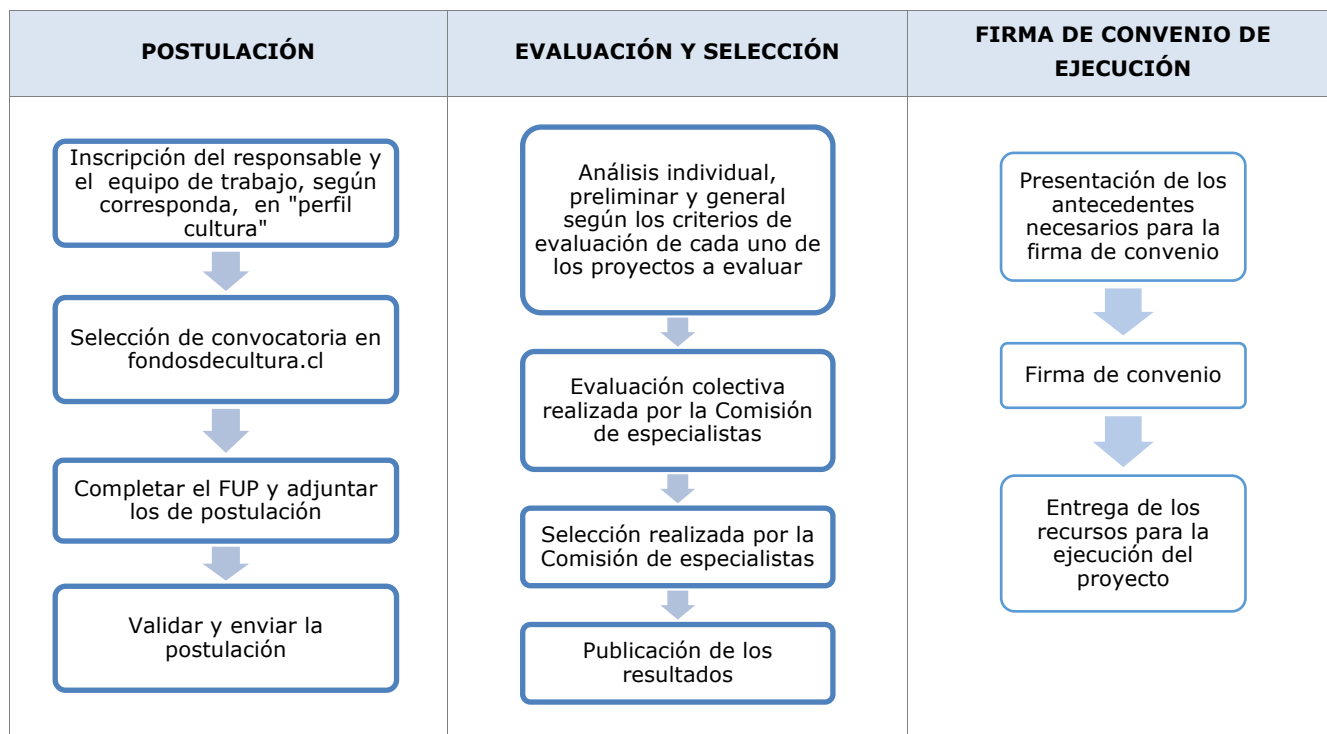 POSTULACIÓN
Inscripción del responsable y
el equipo de trabajo, según
corresponda, en "perfil
cultura"
Selección de convocatoria en
fondosdecultura.cl
Completar el FUP y adjuntar
los de postulación
Validar y enviar la
postulación
EVALUACIÓN Y SELECCIÓN
Análisis individual,
preliminar y general
según los criterios de
evaluación de cada uno de
los proyectos a evaluar
Evaluación colectiva
realizada por la Comisión
de especialistas
Selección realizada por la
Comisión de especialistas
Publicación de los
resultados
FIRMA DE CONVENIO DE
EJECUCIÓN
Presentación de los
antecedentes
necesarios para la
firma de convenio
Firma de convenio
Entrega de los
recursos para la
ejecución del
proyecto